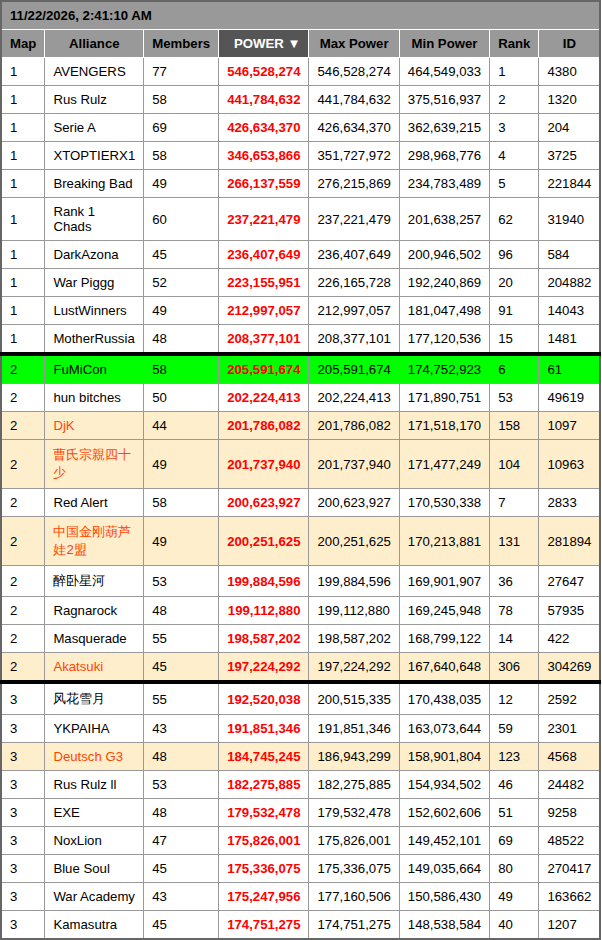 11/22/2026, 2:41:10 AM
Map Alliance Members POWER ▼ Max Power Min Power Rank ID
1 AVENGERS 77 546,528,274 546,528,274 464,549,033 1 4380
1 Rus Rulz 58 441,784,632 441,784,632 375,516,937 2 1320
1 Serie A 69 426,634,370 426,634,370 362,639,215 3 204
1 XTOPTIERX1 58 346,653,866 351,727,972 298,968,776 4 3725
1 Breaking Bad 49 266,137,559 276,215,869 234,783,489 5 221844
1 Rank 1
Chads 60 237,221,479 237,221,479 201,638,257 62 31940
1 DarkAzona 45 236,407,649 236,407,649 200,946,502 96 584
1 War Piggg 52 223,155,951 226,165,728 192,240,869 20 204882
1 LustWinners 49 212,997,057 212,997,057 181,047,498 91 14043
1 MotherRussia 48 208,377,101 208,377,101 177,120,536 15 1481
2 FuMiCon 58 205,591,674 205,591,674 174,752,923 6 61
2 hun bitches 50 202,224,413 202,224,413 171,890,751 53 49619
2 DjK 44 201,786,082 201,786,082 171,518,170 158 1097
2 曹氏宗親四十
少 49 201,737,940 201,737,940 171,477,249 104 10963
2 Red Alert 58 200,623,927 200,623,927 170,530,338 7 2833
2 中国金刚葫芦
娃2盟 49 200,251,625 200,251,625 170,213,881 131 281894
2 醉卧星河 53 199,884,596 199,884,596 169,901,907 36 27647
2 Ragnarock 48 199,112,880 199,112,880 169,245,948 78 57935
2 Masquerade 55 198,587,202 198,587,202 168,799,122 14 422
2 Akatsuki 45 197,224,292 197,224,292 167,640,648 306 304269
3 风花雪月 55 192,520,038 200,515,335 170,438,035 12 2592
3 YKPAIHA 43 191,851,346 191,851,346 163,073,644 59 2301
3 Deutsch G3 48 184,745,245 186,943,299 158,901,804 123 4568
3 Rus Rulz ll 53 182,275,885 182,275,885 154,934,502 46 24482
3 EXE 48 179,532,478 179,532,478 152,602,606 51 9258
3 NoxLion 47 175,826,001 175,826,001 149,452,101 69 48522
3 Blue Soul 45 175,336,075 175,336,075 149,035,664 80 270417
3 War Academy 43 175,247,956 177,160,506 150,586,430 49 163662
3 Kamasutra 45 174,751,275 174,751,275 148,538,584 40 1207